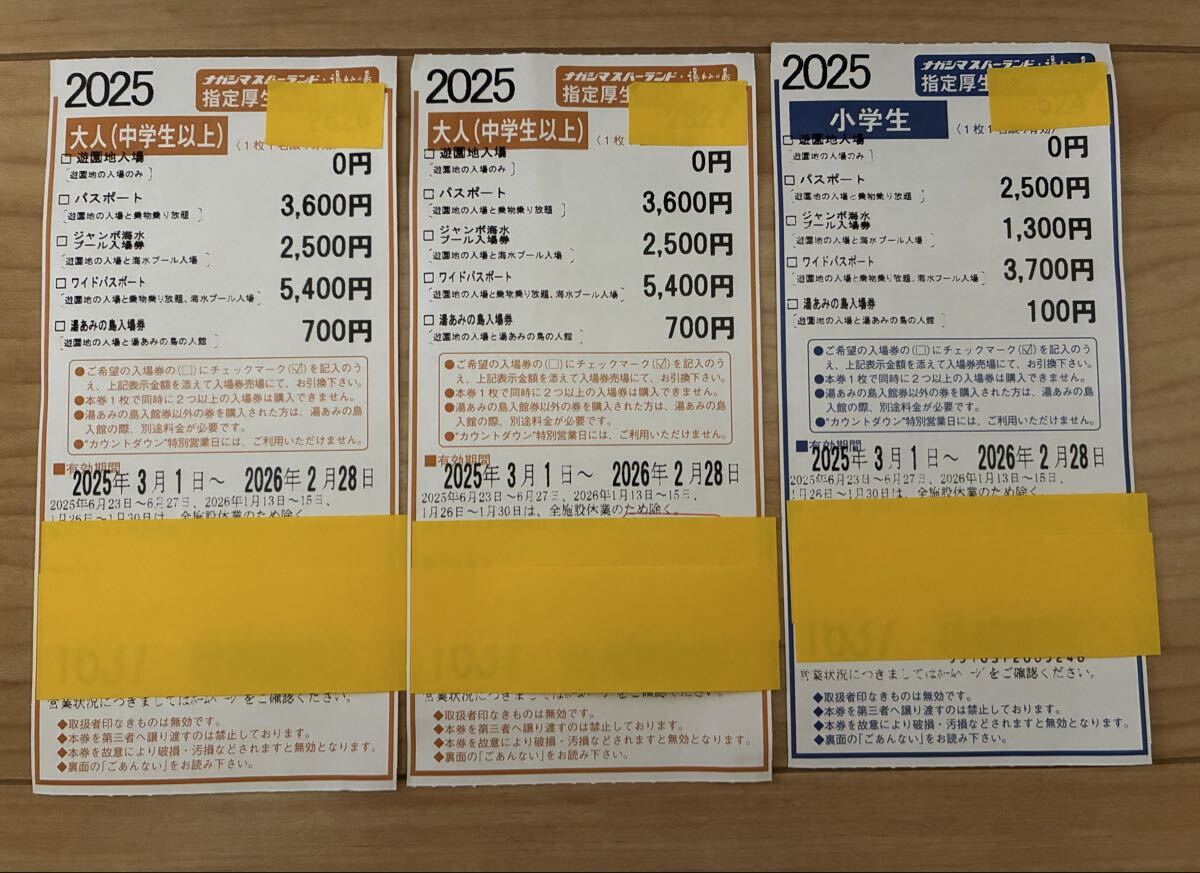 2025
ナガシマスパーランド・湯あみの島
指定厚生
大人(中学生以上)
〈1枚1名
□ 遊園地入場 0円
[遊園地の入場のみ]
□ パスポート 3,600円
[遊園地の入場と乗物乗り放題]
□ ジャンボ海水
プール入場券 2,500円
[遊園地の入場と海水プール入場]
□ ワイドパスポート 5,400円
[遊園地の入場と乗物乗り放題、海水プール入場]
□ 湯あみの島入場券 700円
[遊園地の入場と湯あみの島の入館]
●ご希望の入場券の(□)にチェックマーク(☑)を記入のう
え、上記表示金額を添えて入場券売場にて、お引換下さい。
●本券1枚で同時に2つ以上の入場券は購入できません。
●湯あみの島入館券以外の券を購入された方は、湯あみの島
入館の際、別途料金が必要です。
●"カウントダウン"特別営業日には、ご利用いただけません。
■有効期間
2025年3月1日～ 2026年2月28日
2025年6月23日～6月27日、2026年1月13日～15日、
1月26日～1月30日は、全施設休業のため除く。
営業状況につきましてはホームページをご確認ください。
◆取扱者印なきものは無効です。
◆本券を第三者へ譲り渡すのは禁止しております。
◆本券を故意により破損・汚損などされますと無効となります。
◆裏面の「ごあんない」をお読み下さい。
2025
ナガシマスパーランド・湯あみの島
指定厚生
大人(中学生以上)
〈1枚1
□ 遊園地入場 0円
[遊園地の入場のみ]
□ パスポート 3,600円
[遊園地の入場と乗物乗り放題]
□ ジャンボ海水
プール入場券 2,500円
[遊園地の入場と海水プール入場]
□ ワイドパスポート 5,400円
[遊園地の入場と乗物乗り放題、海水プール入場]
□ 湯あみの島入場券 700円
[遊園地の入場と湯あみの島の入館]
●ご希望の入場券の(□)にチェックマーク(☑)を記入のう
え、上記表示金額を添えて入場券売場にて、お引換下さい。
●本券1枚で同時に2つ以上の入場券は購入できません。
●湯あみの島入館券以外の券を購入された方は、湯あみの島
入館の際、別途料金が必要です。
●"カウントダウン"特別営業日には、ご利用いただけません。
■有効期間
2025年3月1日～ 2026年2月28日
2025年6月23日～6月27日、2026年1月13日～15日、
1月26日～1月30日は、全施設休業のため除く。
営業状況につきましてはホームページをご確認ください。
◆取扱者印なきものは無効です。
◆本券を第三者へ譲り渡すのは禁止しております。
◆本券を故意により破損・汚損などされますと無効となります。
◆裏面の「ごあんない」をお読み下さい。
2025
ナガシマスパーランド・湯あみの島
指定厚生
小学生
〈1枚1名
□ 遊園地入場 0円
[遊園地の入場のみ]
□ パスポート 2,500円
[遊園地の入場と乗物乗り放題]
□ ジャンボ海水
プール入場券 1,300円
[遊園地の入場と海水プール入場]
□ ワイドパスポート 3,700円
[遊園地の入場と乗物乗り放題、海水プール入場]
□ 湯あみの島入場券 100円
[遊園地の入場と湯あみの島の入館]
●ご希望の入場券の(□)にチェックマーク(☑)を記入のう
え、上記表示金額を添えて入場券売場にて、お引換下さい。
●本券1枚で同時に2つ以上の入場券は購入できません。
●湯あみの島入館券以外の券を購入された方は、湯あみの島
入館の際、別途料金が必要です。
●"カウントダウン"特別営業日には、ご利用いただけません。
■有効期間
2025年3月1日～ 2026年2月28日
2025年6月23日～6月27日、2026年1月13日～15日、
1月26日～1月30日は、全施設休業のため除く。
営業状況につきましてはホームページをご確認ください。
◆取扱者印なきものは無効です。
◆本券を第三者へ譲り渡すのは禁止しております。
◆本券を故意により破損・汚損などされますと無効となります。
◆裏面の「ごあんない」をお読み下さい。